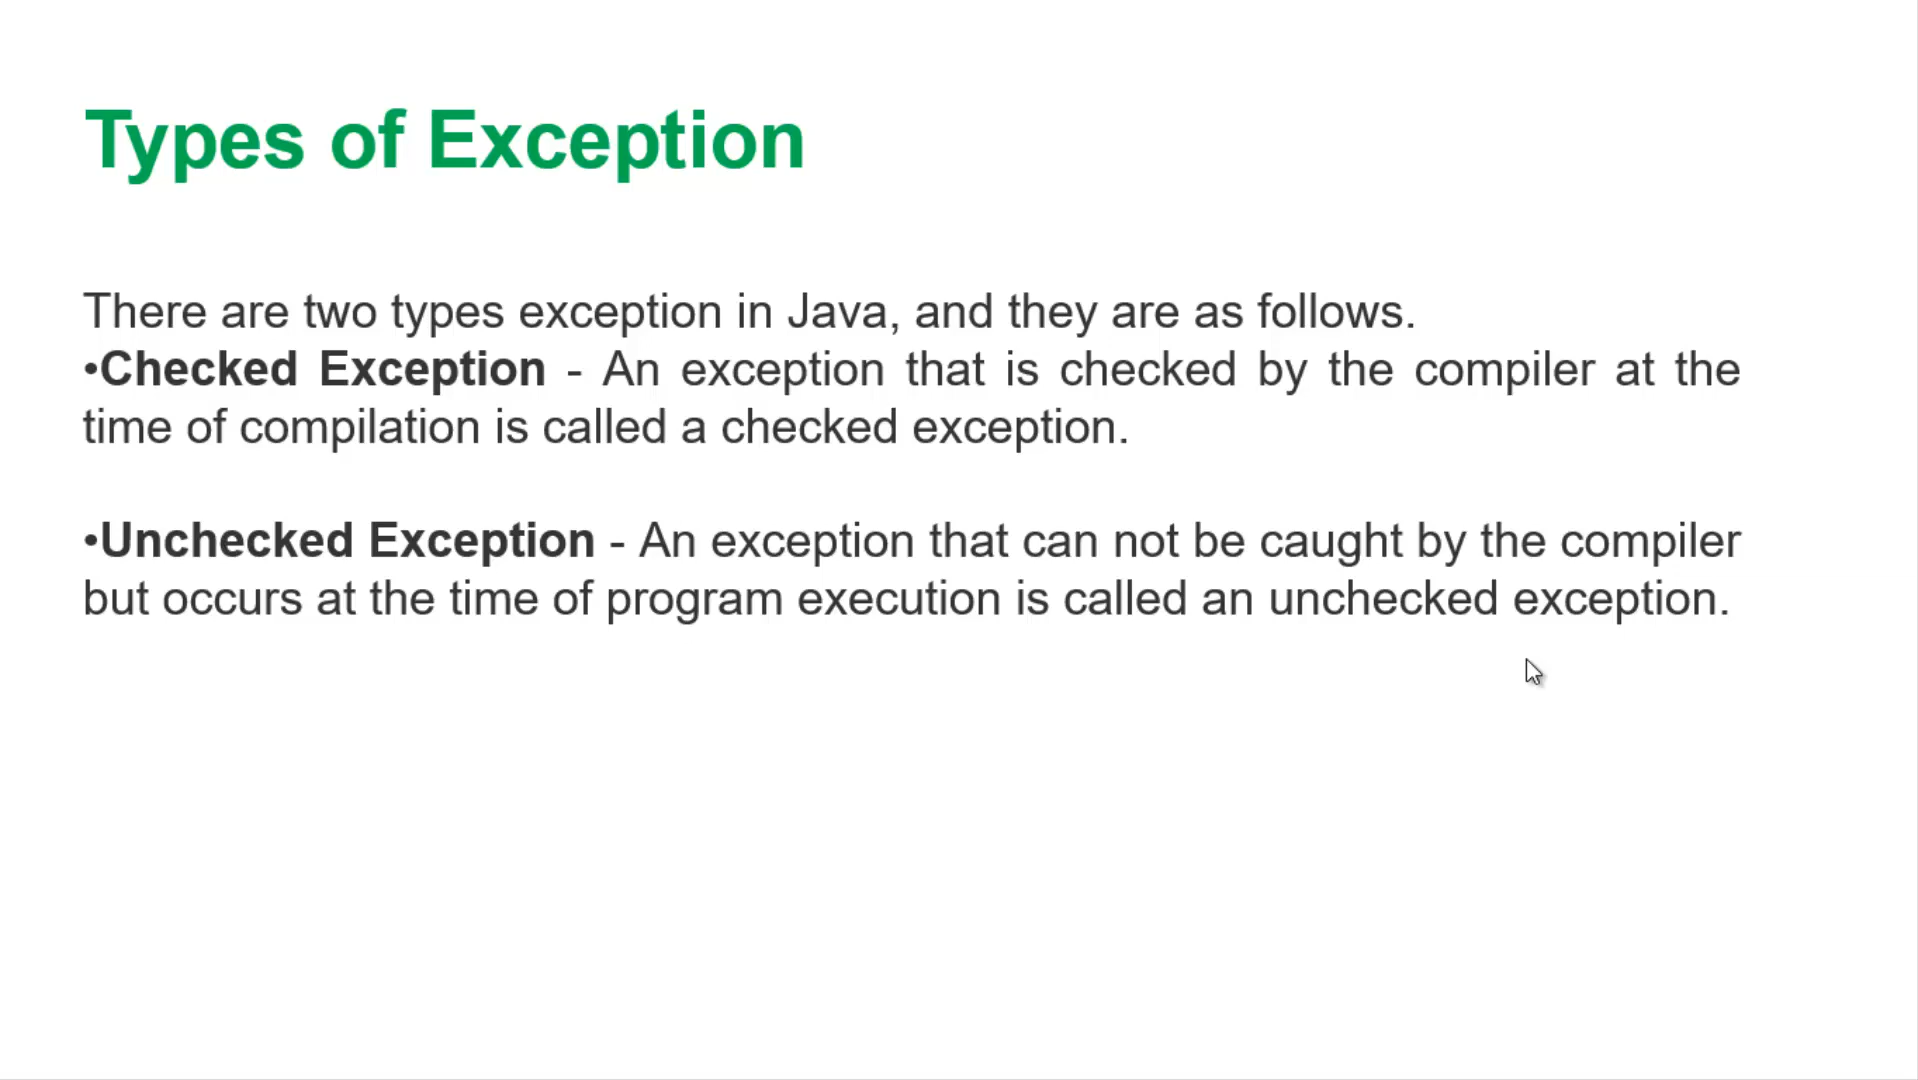 Types of Exception
There are two types exception in Java, and they are as follows.
•Checked Exception - An exception that is checked by the compiler at the
time of compilation is called a checked exception.
•Unchecked Exception - An exception that can not be caught by the compiler
but occurs at the time of program execution is called an unchecked exception.